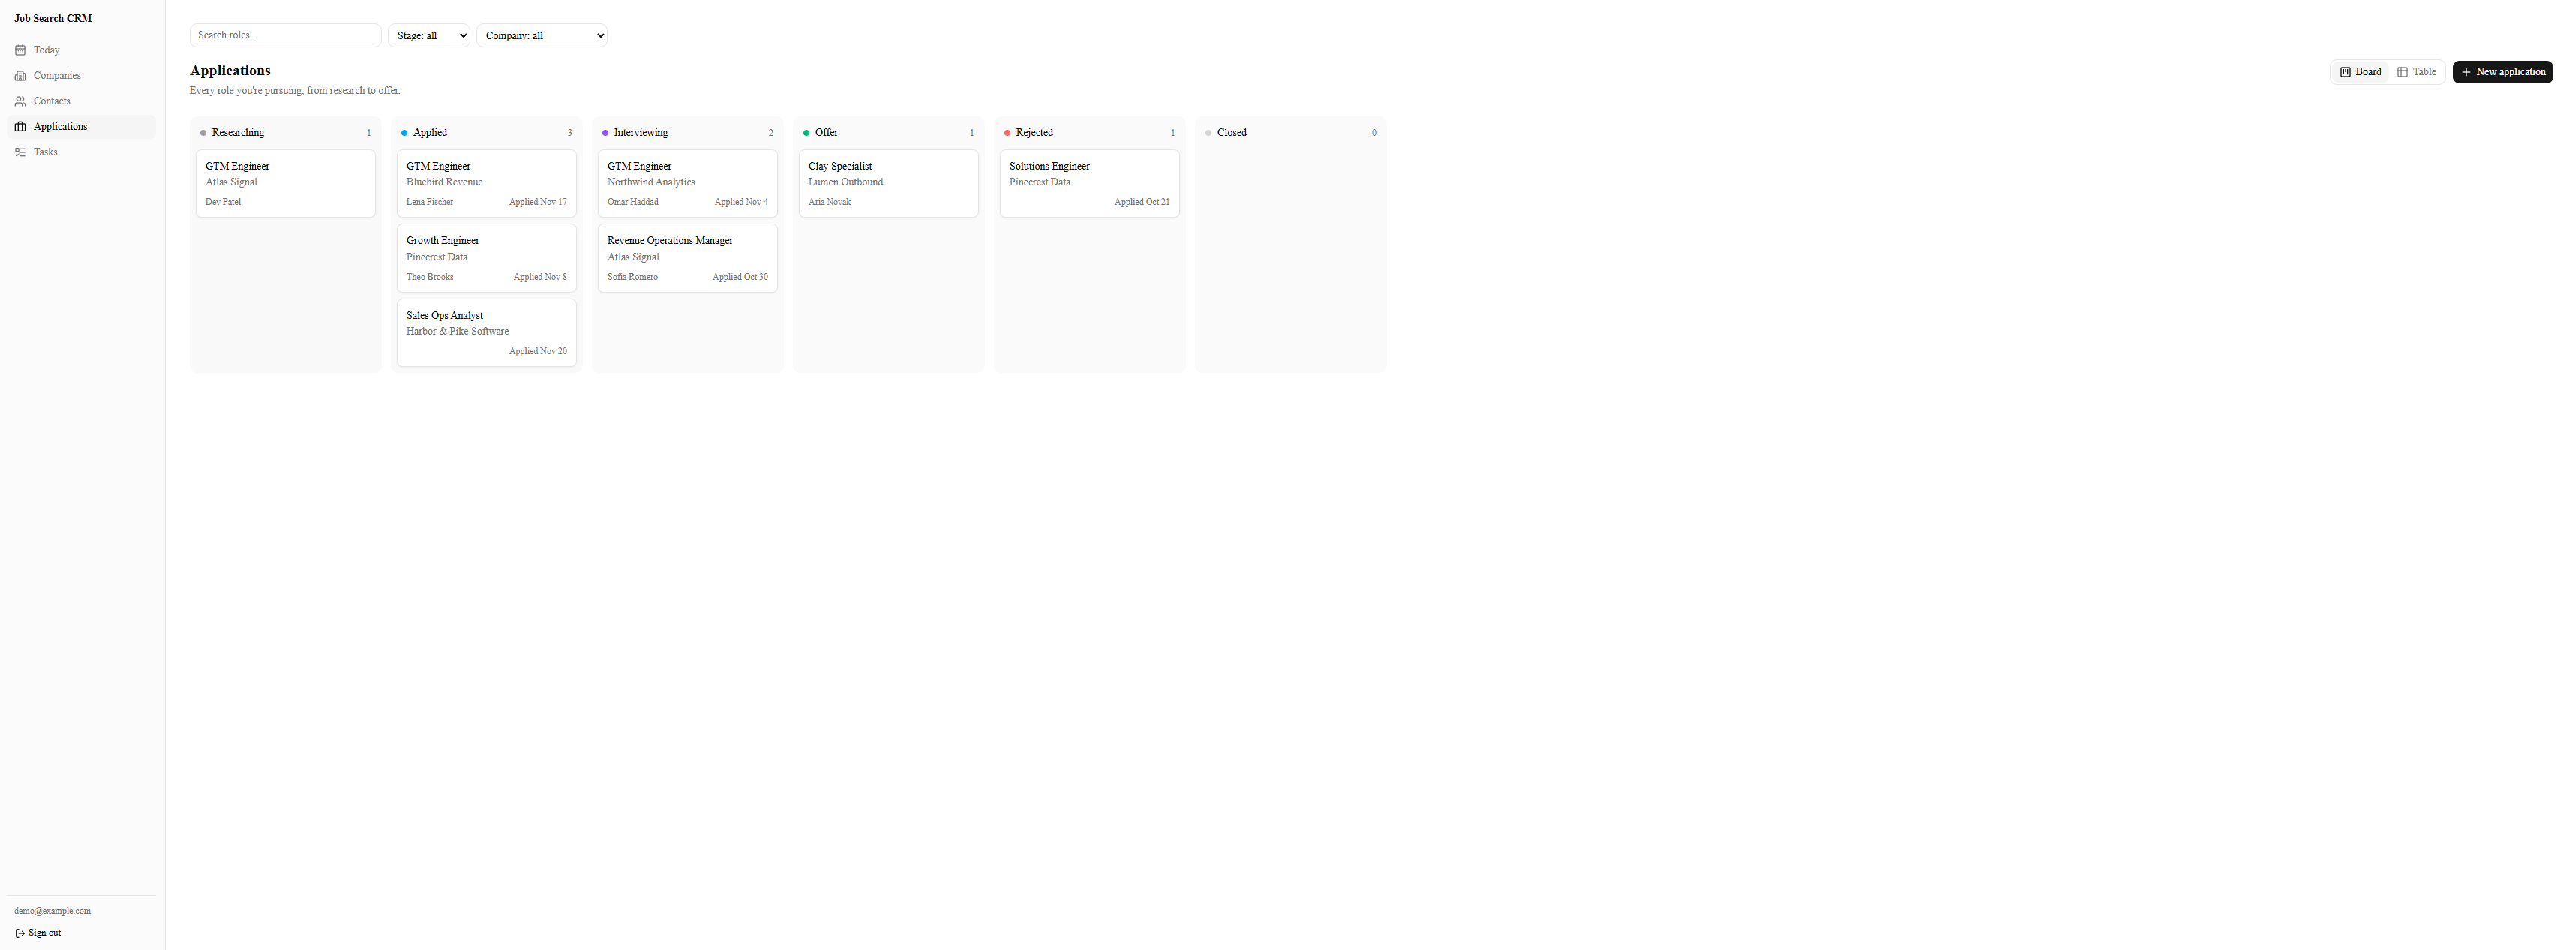 Job Search CRM
Today
Companies
Contacts
Applications
Tasks
demo@example.com
Sign out
Search roles...
Stage: all
Company: all
Applications
Every role you're pursuing, from research to offer.
Board
Table
New application
Researching 1
GTM Engineer
Atlas Signal
Dev Patel
Applied 3
GTM Engineer
Bluebird Revenue
Lena Fischer Applied Nov 17
Growth Engineer
Pinecrest Data
Theo Brooks Applied Nov 8
Sales Ops Analyst
Harbor & Pike Software
Applied Nov 20
Interviewing 2
GTM Engineer
Northwind Analytics
Omar Haddad Applied Nov 4
Revenue Operations Manager
Atlas Signal
Sofia Romero Applied Oct 30
Offer 1
Clay Specialist
Lumen Outbound
Aria Novak
Rejected 1
Solutions Engineer
Pinecrest Data
Applied Oct 21
Closed 0